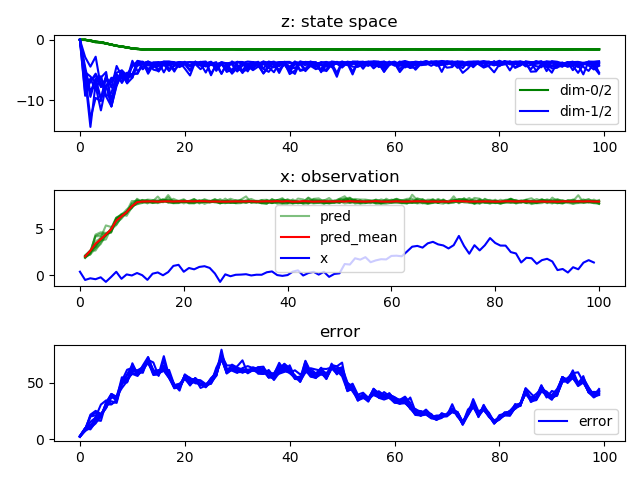 z: state space
0
−10
dim-0/2
dim-1/2
0 20 40 60 80 100
x: observation
5
0
pred
pred_mean
x
0 20 40 60 80 100
error
50
0
error
0 20 40 60 80 100